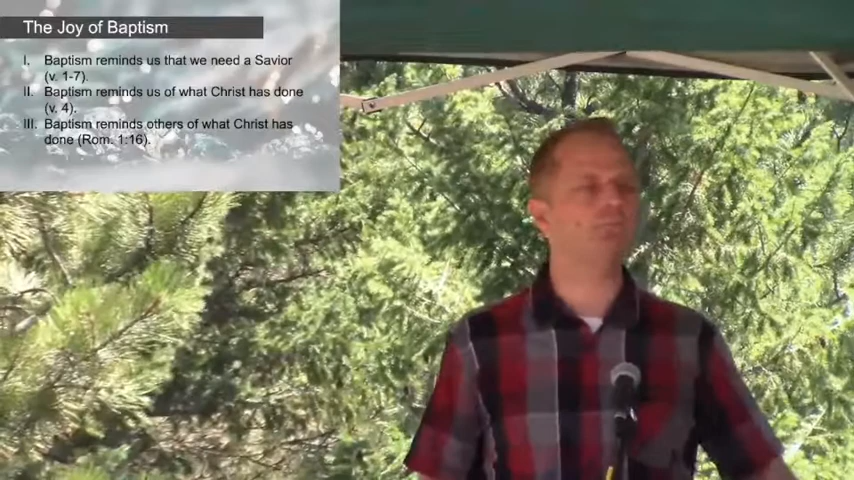 The Joy of Baptism
I. Baptism reminds us that we need a Savior
(v. 1-7).
II. Baptism reminds us of what Christ has done
(v. 4).
III. Baptism reminds others of what Christ has
done (Rom. 1:16).